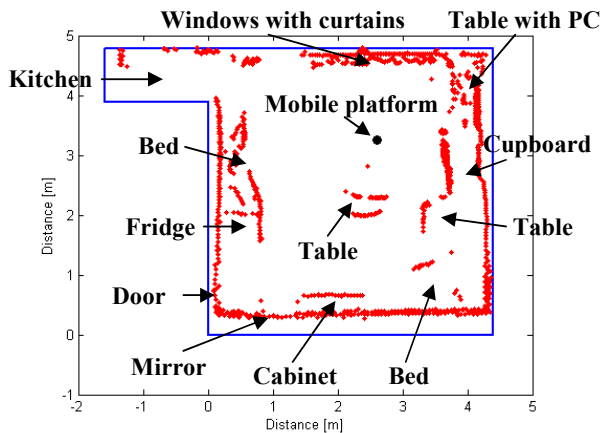 Windows with curtains
Table with PC
Kitchen
Mobile platform
Bed
Cupboard
Fridge
Table
Table
Door
Mirror
Cabinet
Bed
5
4
3
2
1
0
-1
Distance [m]
-2
-1
0
1
2
3
4
5
Distance [m]